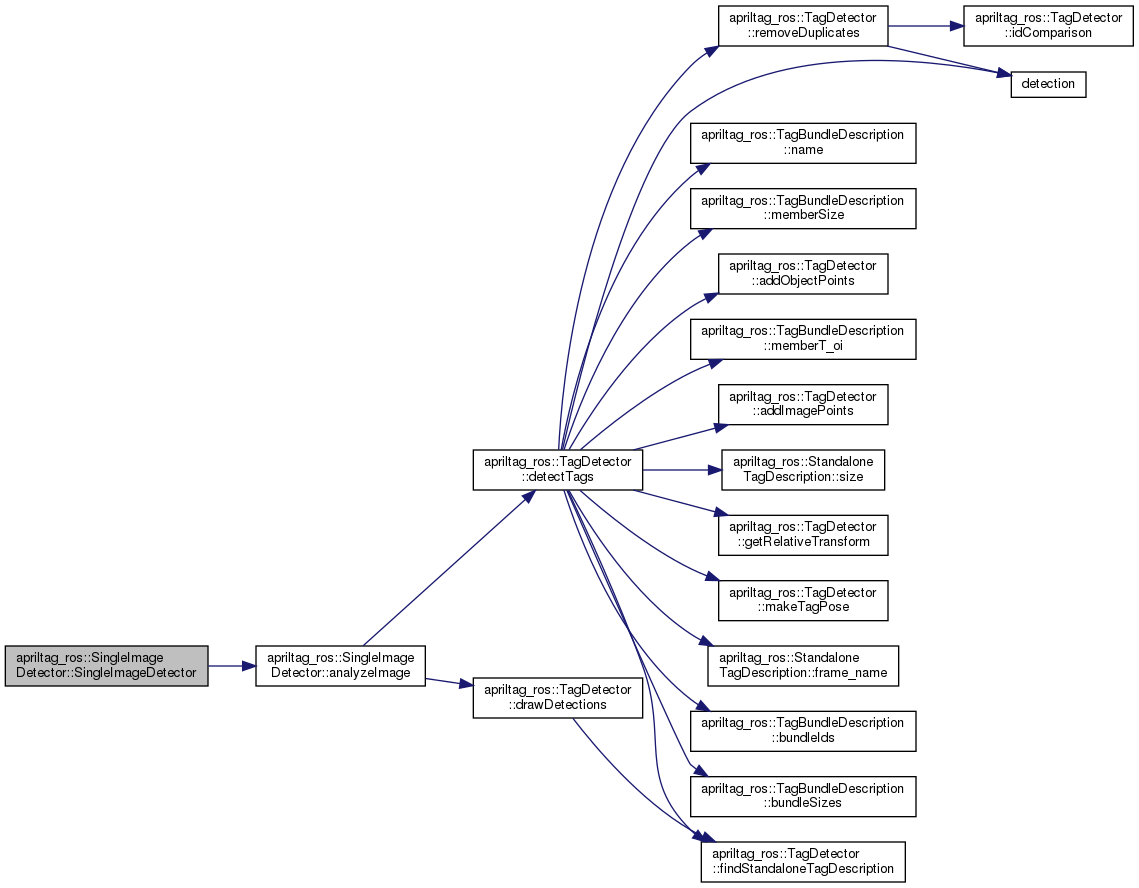 apriltag_ros::TagDetector
::removeDuplicates
apriltag_ros::TagDetector
::idComparison
detection
apriltag_ros::TagBundleDescription
::name
apriltag_ros::TagBundleDescription
::memberSize
apriltag_ros::TagDetector
::addObjectPoints
apriltag_ros::TagBundleDescription
::memberT_oi
apriltag_ros::TagDetector
::addImagePoints
apriltag_ros::TagDetector
::detectTags
apriltag_ros::Standalone
TagDescription::size
apriltag_ros::TagDetector
::getRelativeTransform
apriltag_ros::TagDetector
::makeTagPose
apriltag_ros::SingleImage
Detector::SingleImageDetector
apriltag_ros::SingleImage
Detector::analyzeImage
apriltag_ros::Standalone
TagDescription::frame_name
apriltag_ros::TagDetector
::drawDetections
apriltag_ros::TagBundleDescription
::bundleIds
apriltag_ros::TagBundleDescription
::bundleSizes
apriltag_ros::TagDetector
::findStandaloneTagDescription